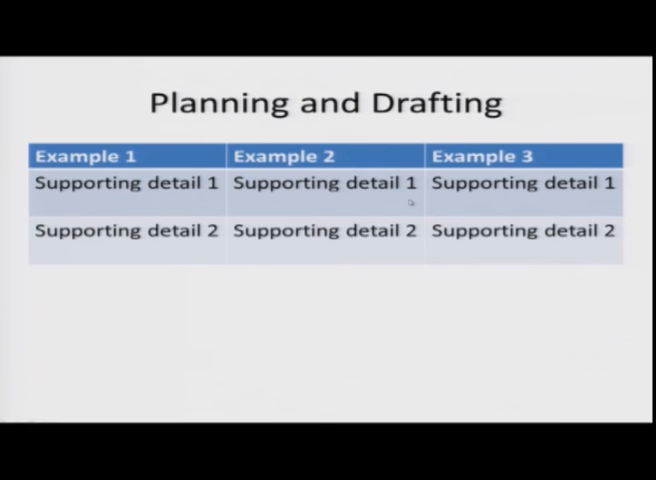 Planning and Drafting
Example 1 Example 2 Example 3
Supporting detail 1 Supporting detail 1 Supporting detail 1
Supporting detail 2 Supporting detail 2 Supporting detail 2